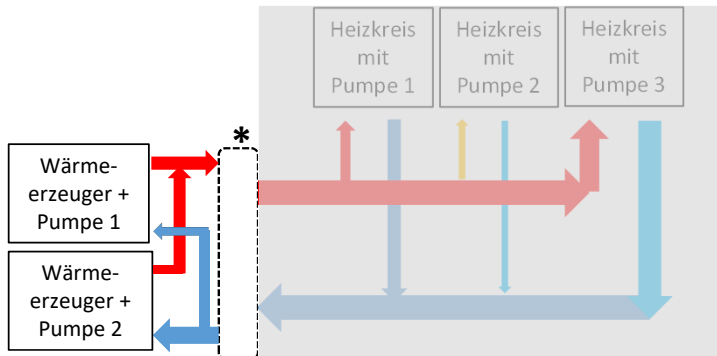 Heizkreis
mit
Pumpe 1
Heizkreis
mit
Pumpe 2
Heizkreis
mit
Pumpe 3
*
Wärme-
erzeuger +
Pumpe 1
Wärme-
erzeuger +
Pumpe 2